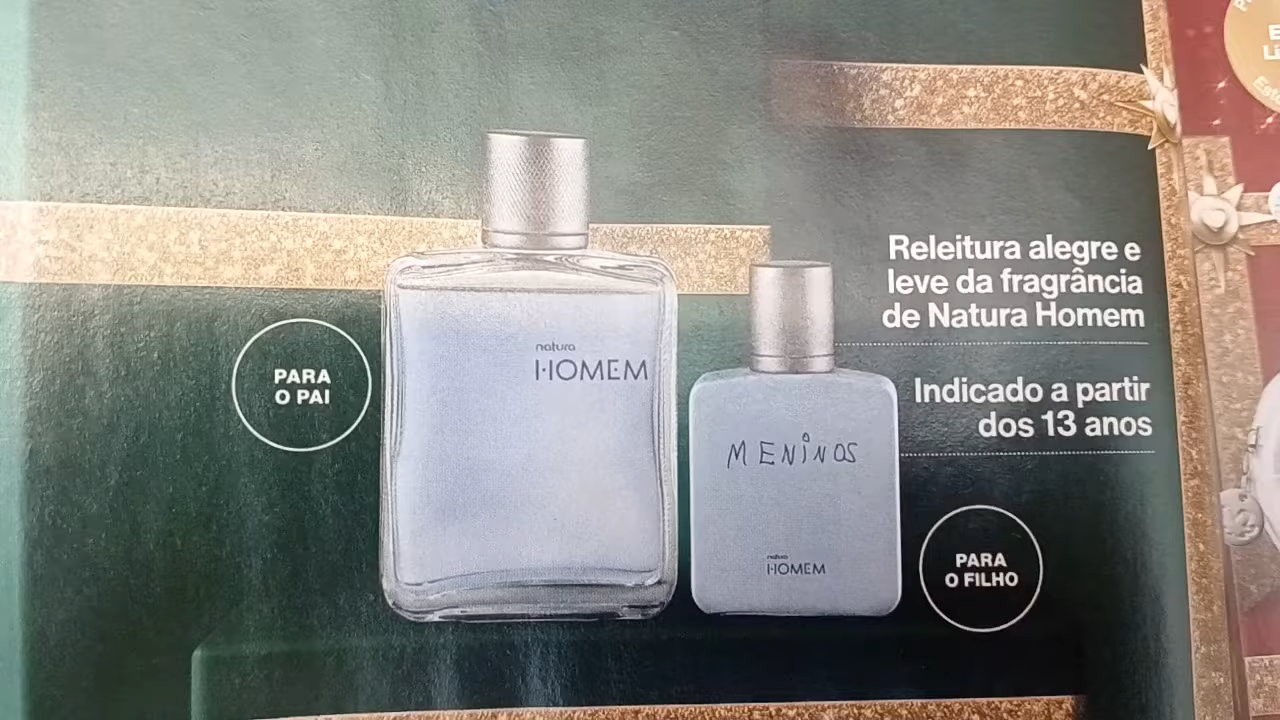 PARA
O PAI
natura
HOMEM
MENINOS
natura
HOMEM
Releitura alegre e
leve da fragrância
de Natura Homem
Indicado a partir
dos 13 anos
PARA
O FILHO